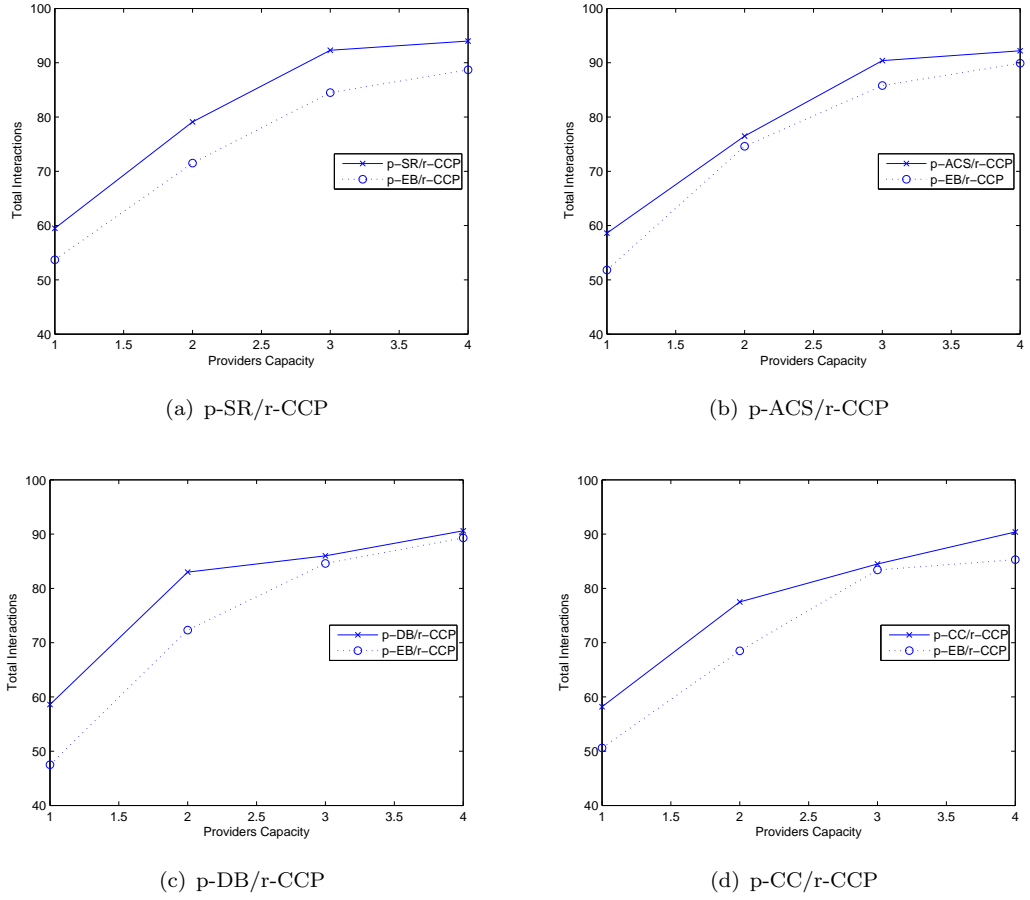 100
90
80
70
60
50
40
Total Interactions
p-SR/r-CCP
p-EB/r-CCP
1 1.5 2 2.5 3 3.5 4
Providers Capacity
(a) p-SR/r-CCP
100
90
80
70
60
50
40
Total Interactions
p-ACS/r-CCP
p-EB/r-CCP
1 1.5 2 2.5 3 3.5 4
Providers Capacity
(b) p-ACS/r-CCP
100
90
80
70
60
50
40
Total Interactions
p-DB/r-CCP
p-EB/r-CCP
1 1.5 2 2.5 3 3.5 4
Providers Capacity
(c) p-DB/r-CCP
100
90
80
70
60
50
40
Total Interactions
p-CC/r-CCP
p-EB/r-CCP
1 1.5 2 2.5 3 3.5 4
Providers Capacity
(d) p-CC/r-CCP